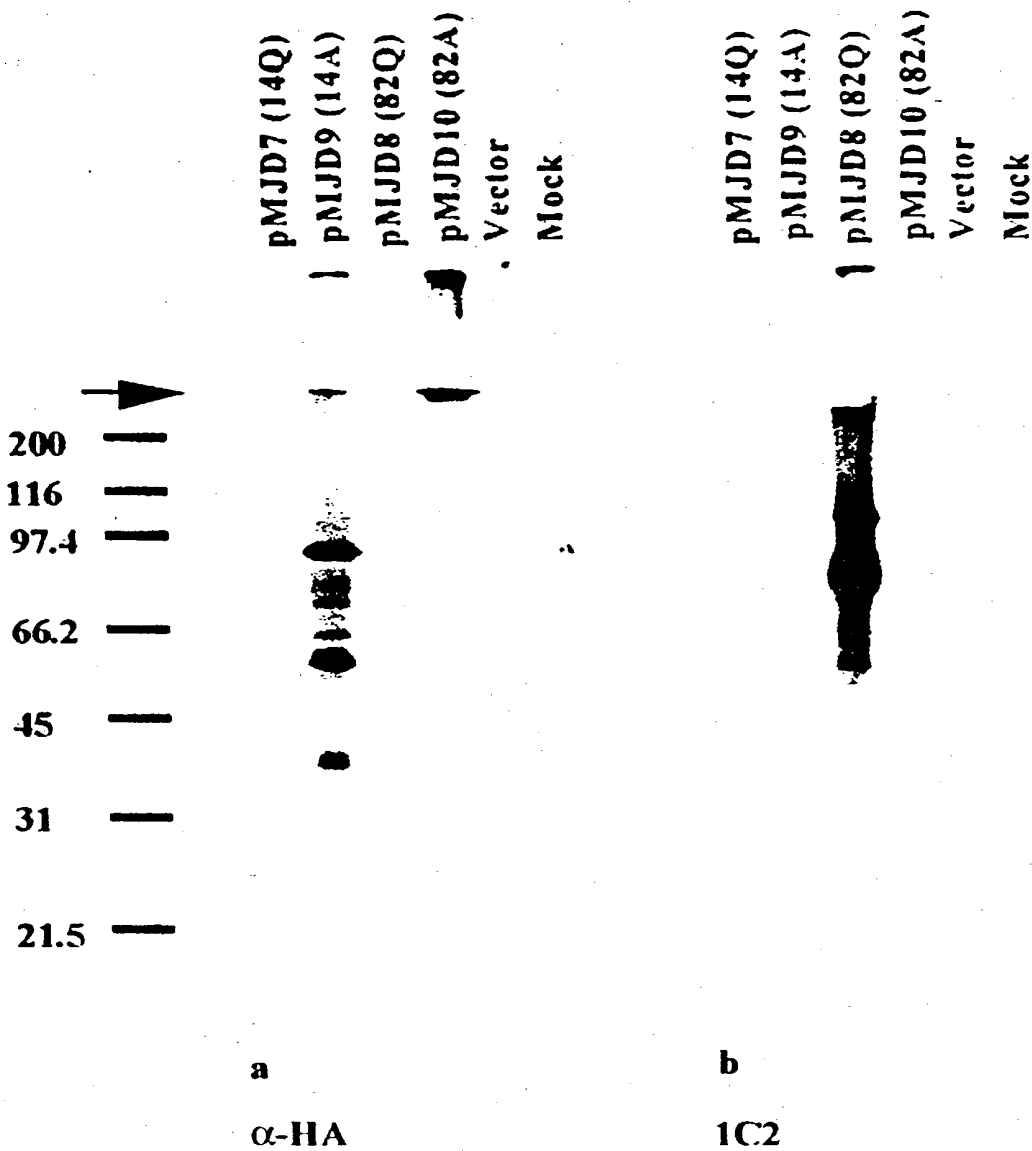 pMJD7 (14Q)
pMJD9 (14A)
pMJD8 (82Q)
pMJD10 (82A)
Vector
Mock
pMJD7 (14Q)
pMJD9 (14A)
pMJD8 (82Q)
pMJD10 (82A)
Vector
Mock
200
116
97.4
66.2
45
31
21.5
a
b
α-HA
1C2